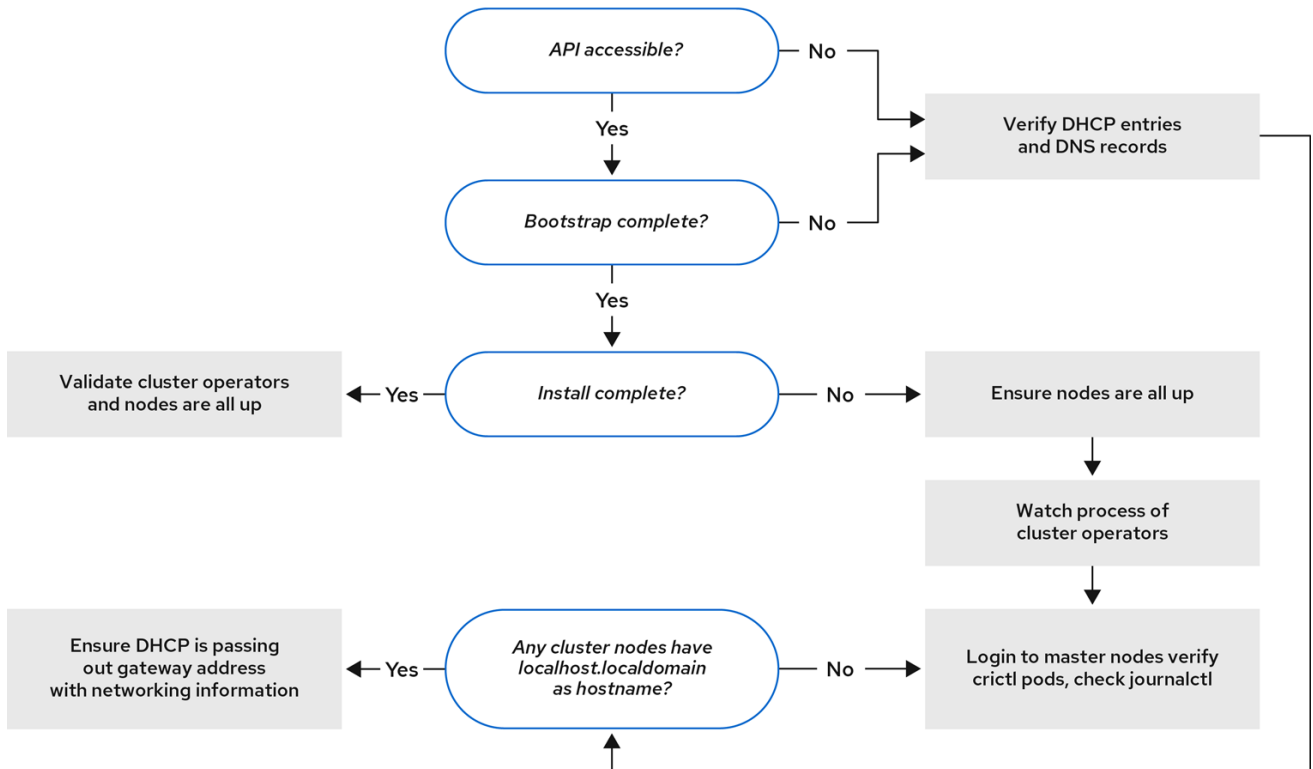 API accessible?
No
Verify DHCP entries
and DNS records
Yes
Bootstrap complete?
No
Yes
Validate cluster operators
and nodes are all up
Yes
Install complete?
No
Ensure nodes are all up
Watch process of
cluster operators
Ensure DHCP is passing
out gateway address
with networking information
Yes
Any cluster nodes have
localhost.localdomain
as hostname?
No
Login to master nodes verify
crictl pods, check journalctl